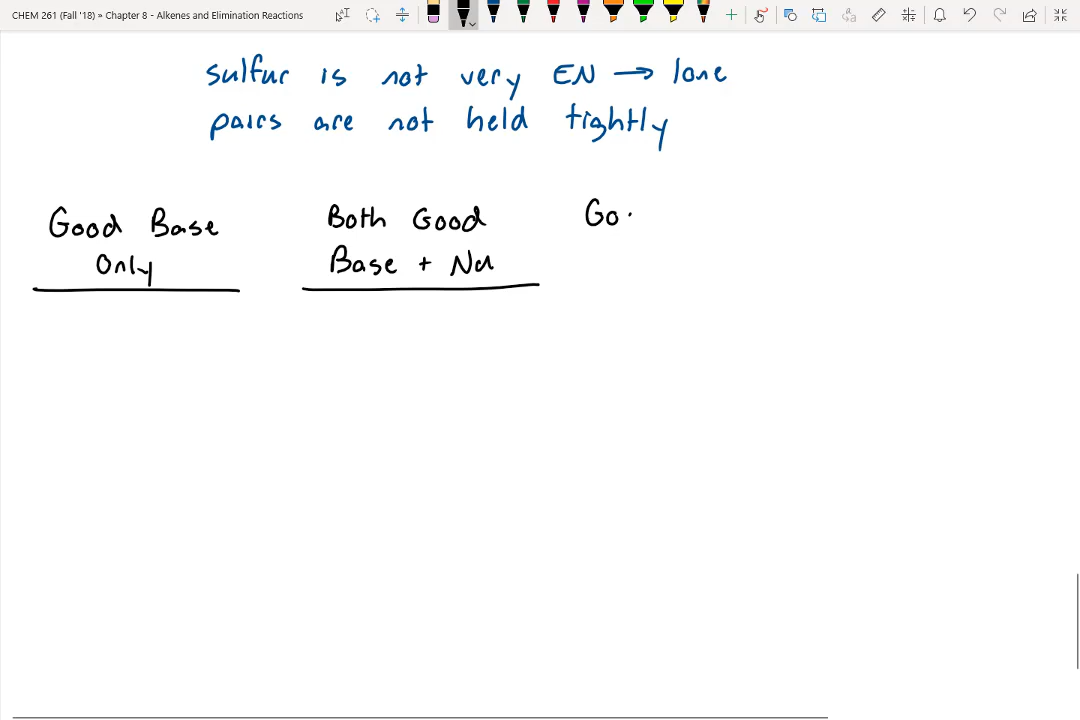 CHEM 261 (Fall '18) » Chapter 8 - Alkenes and Elimination Reactions
sulfur is not very EN → lone
pairs are not held tightly
Good Base
Only
Both Good
Base + Nu
Go